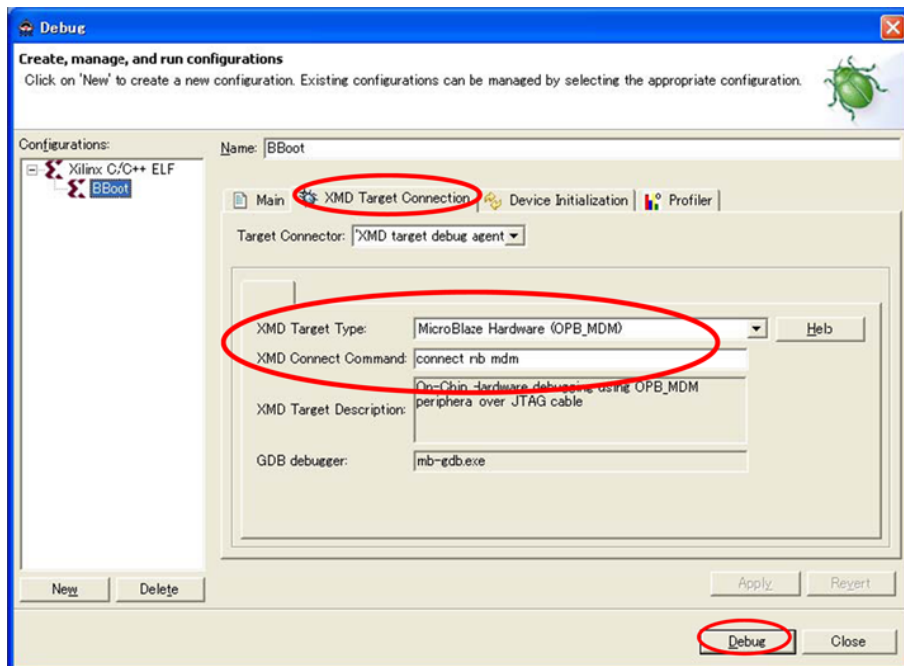 Debug
Create, manage, and run configurations
Click on 'New' to create a new configuration. Existing configurations can be managed by selecting the appropriate configuration.
Configurations:
Name: BBoot
Xilinx C/C++ ELF
BBoot
Main XMD Target Connection Device Initialization Profiler
Target Connector: "XMD target debug agent
XMD Target Type: MicroBlaze Hardware (OPB_MDM) Heb
XMD Connect Command: connect nb mdm
On-Chip Hardware debugging using OPB_MDM
XMD Target Description: periphera over JTAG cable
GDB debugger: mb-gdb.exe
New Delete Apply Revert
Debug Close